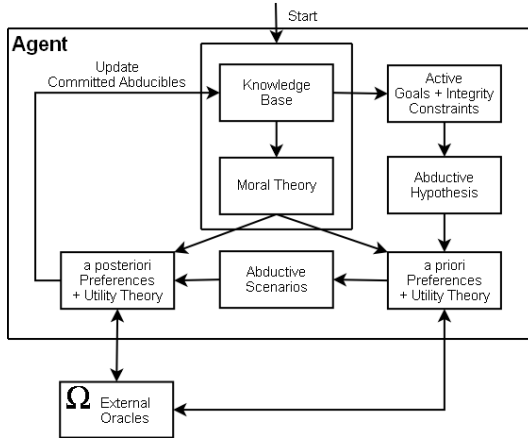 Start
Agent
Update
Committed Abducibles
Knowledge
Base
Active
Goals + Integrity
Constraints
Moral Theory
Abductive
Hypothesis
a posteriori
Preferences
+ Utility Theory
Abductive
Scenarios
a priori
Preferences
+ Utility Theory
Ω External
Oracles